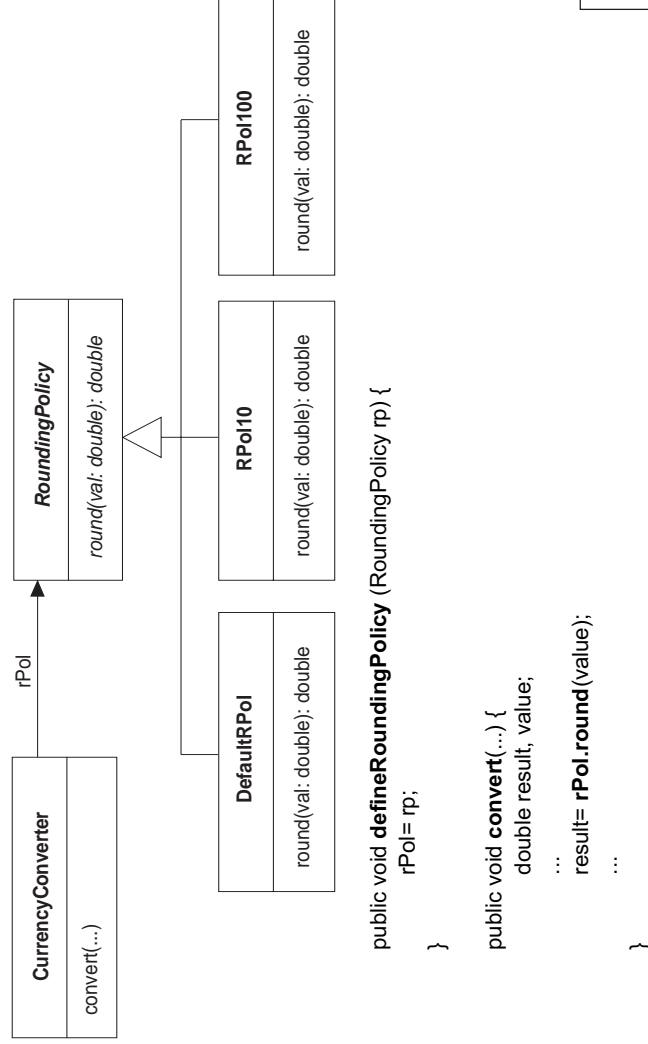 CurrencyConverter
convert(...)
rPol
RoundingPolicy
round(val: double): double
DefaultRPol
round(val: double): double
RPol10
round(val: double): double
RPol100
round(val: double): double
public void defineRoundingPolicy (RoundingPolicy rp) {
rPol= rp;
}
public void convert(...) {
double result, value;
...
result= rPol.round(value);
...
}